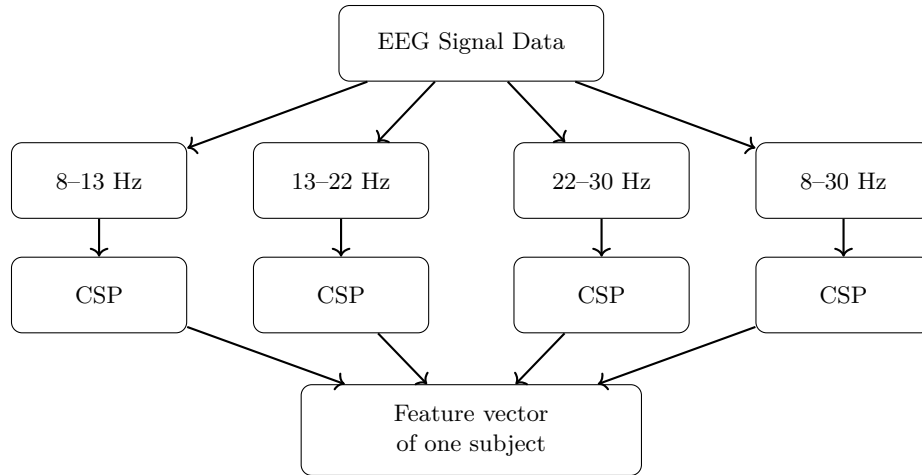 EEG Signal Data
8–13 Hz
13–22 Hz
22–30 Hz
8–30 Hz
CSP
CSP
CSP
CSP
Feature vector
of one subject